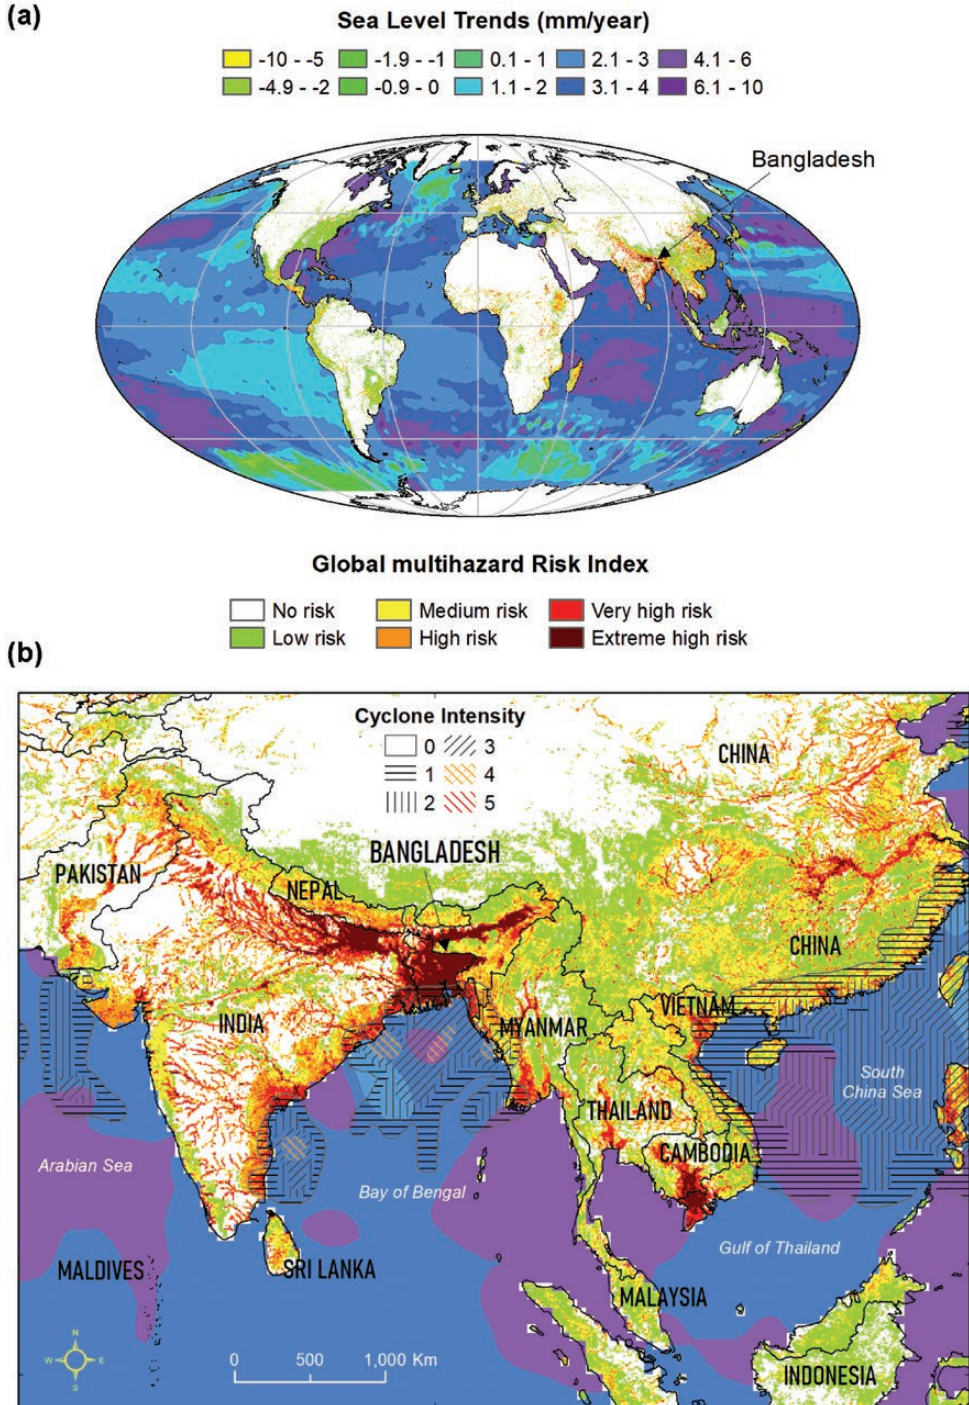 (a)
Sea Level Trends (mm/year)
-10 - -5 -1.9 - -1 0.1 - 1 2.1 - 3 4.1 - 6
-4.9 - -2 -0.9 - 0 1.1 - 2 3.1 - 4 6.1 - 10
Bangladesh
Global multihazard Risk Index
No risk Medium risk Very high risk
Low risk High risk Extreme high risk
(b)
Cyclone Intensity
0 3
1 4
2 5
CHINA
BANGLADESH
PAKISTAN
NEPAL
CHINA
INDIA
MYANMAR
VIETNAM
South
China Sea
THAILAND
CAMBODIA
Arabian Sea
Bay of Bengal
Gulf of Thailand
MALDIVES
SRI LANKA
MALAYSIA
INDONESIA
N
W E
S
0 500 1,000 Km